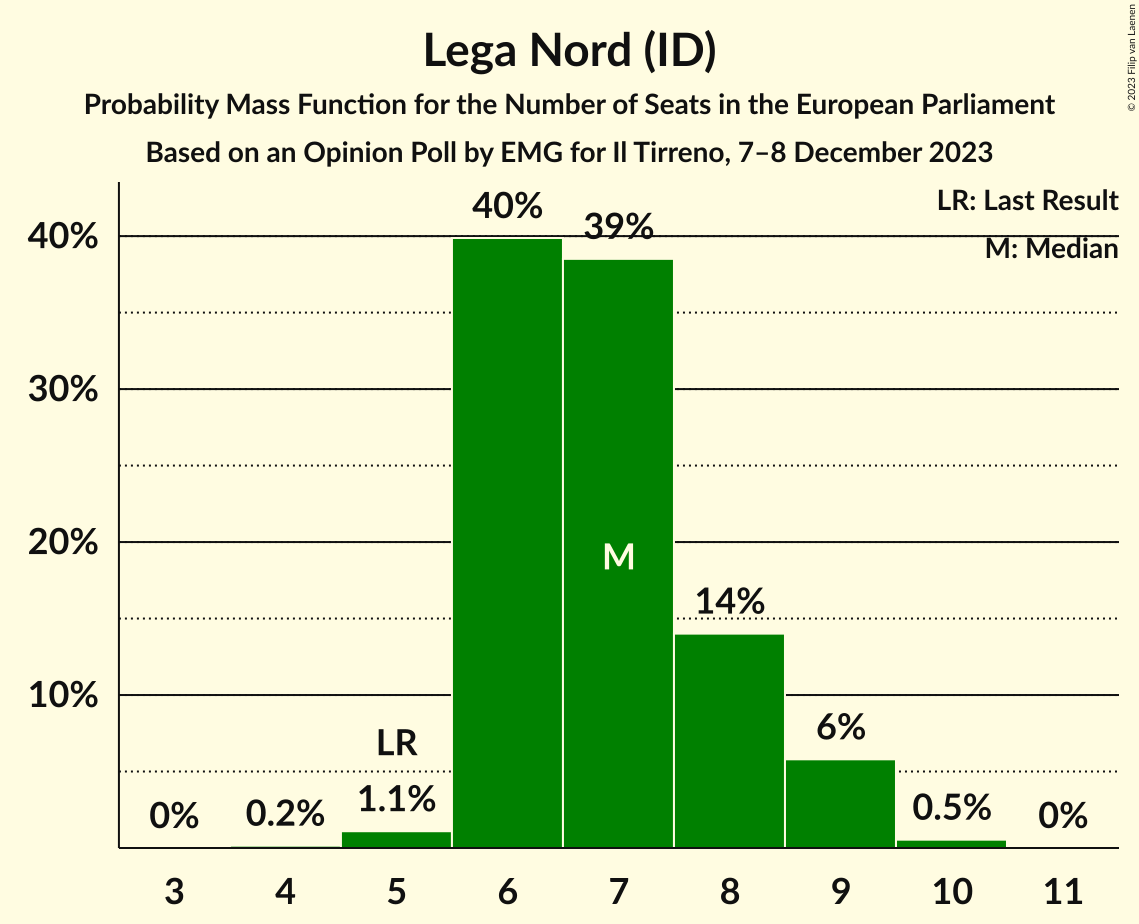 Lega Nord (ID)
Probability Mass Function for the Number of Seats in the European Parliament
Based on an Opinion Poll by EMG for Il Tirreno, 7–8 December 2023
© 2023 Filip van Laenen
LR: Last Result
M: Median
40%
30%
20%
10%
0%
0.2%
LR
1.1%
40%
39%
M
14%
6%
0.5%
0%
3 4 5 6 7 8 9 10 11